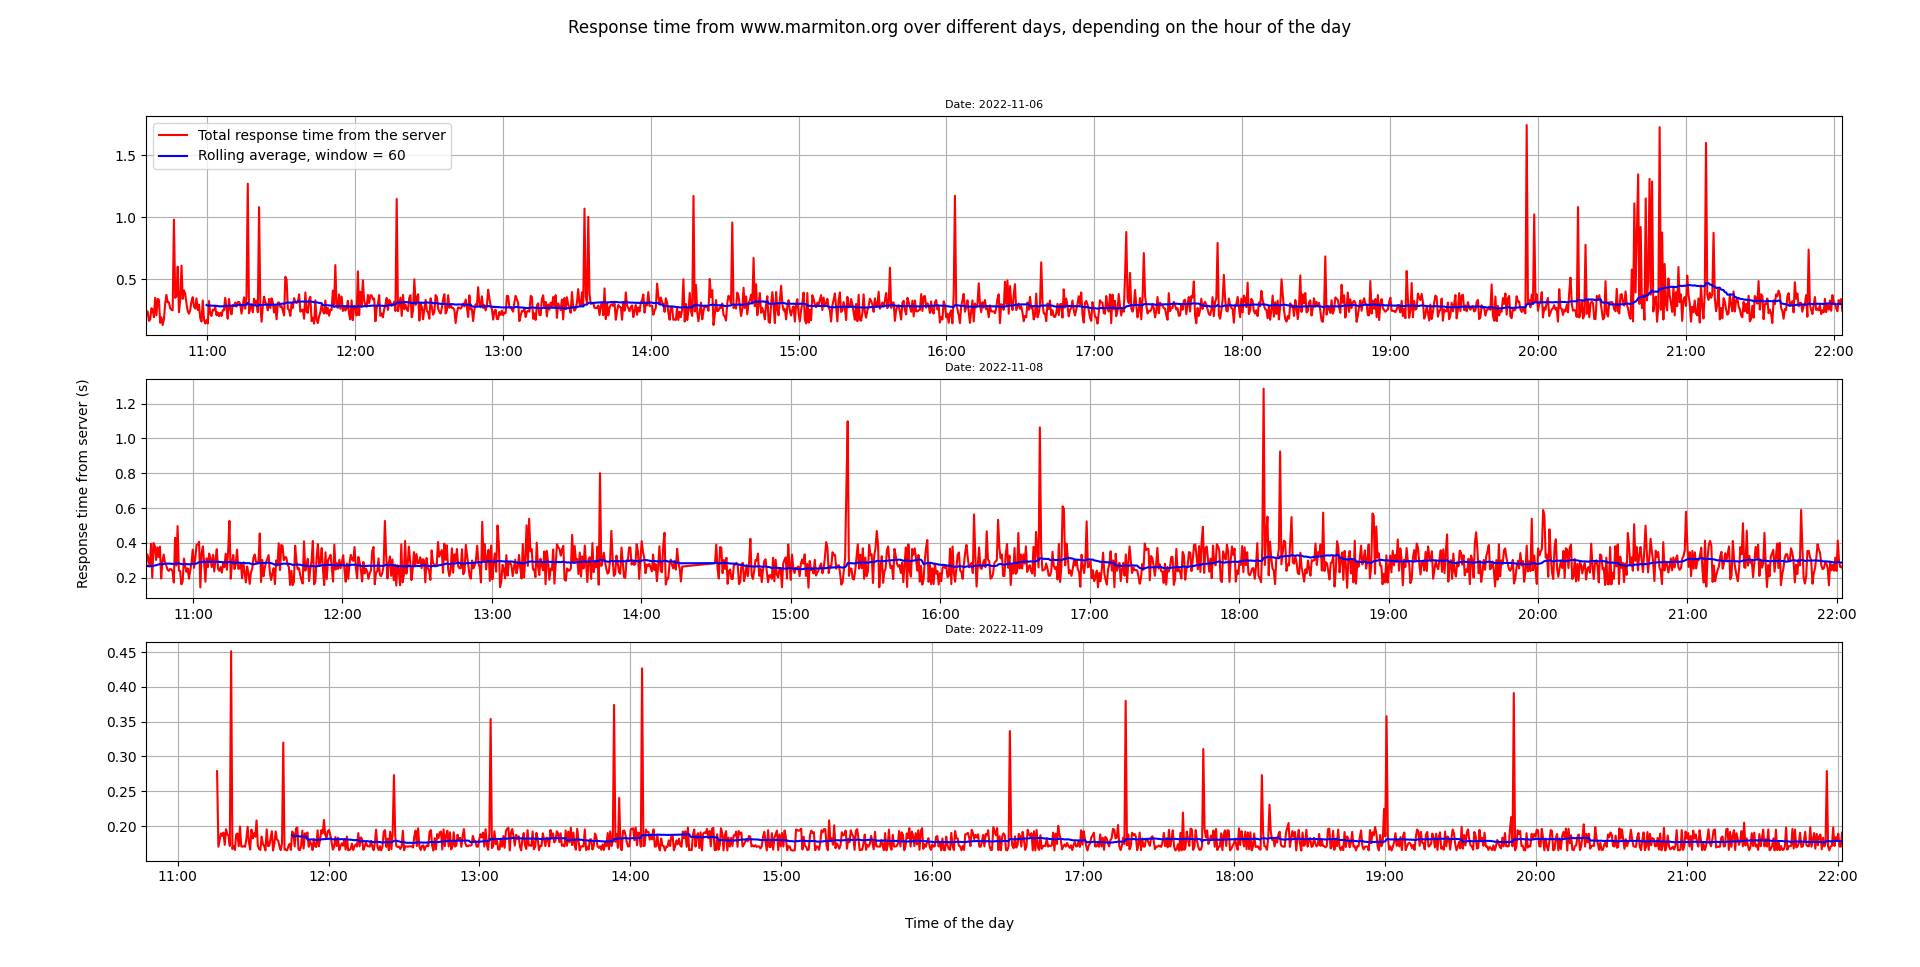 Response time from www.marmiton.org over different days, depending on the hour of the day
Date: 2022-11-06
Total response time from the server
Rolling average, window = 60
1.5
1.0
0.5
11:00 12:00 13:00 14:00 15:00 16:00 17:00 18:00 19:00 20:00 21:00 22:00
Date: 2022-11-08
Response time from server (s)
1.2
1.0
0.8
0.6
0.4
0.2
11:00 12:00 13:00 14:00 15:00 16:00 17:00 18:00 19:00 20:00 21:00 22:00
Date: 2022-11-09
0.45
0.40
0.35
0.30
0.25
0.20
11:00 12:00 13:00 14:00 15:00 16:00 17:00 18:00 19:00 20:00 21:00 22:00
Time of the day